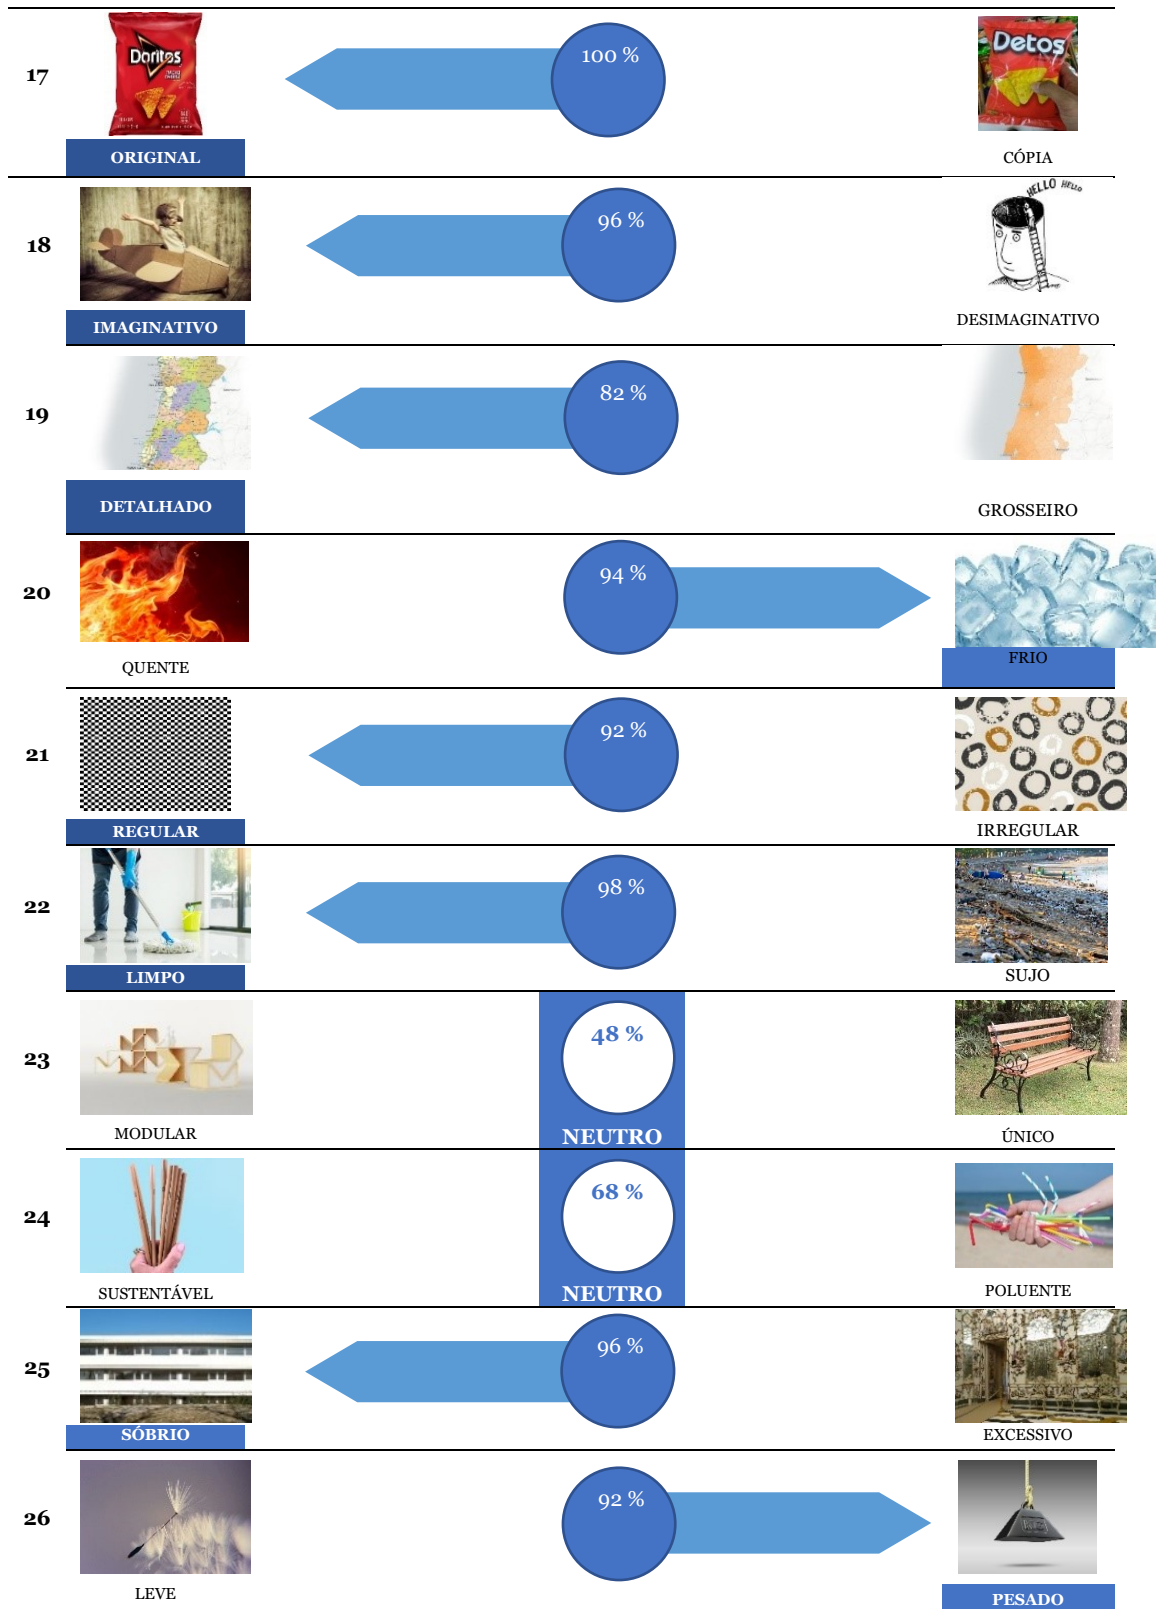 17
Doritos
100 %
Detos
ORIGINAL
CÓPIA
18
96 %
HELLO HELLO
IMAGINATIVO
DESIMAGINATIVO
19
82 %
DETALHADO
GROSSEIRO
20
94 %
QUENTE
FRIO
21
92 %
REGULAR
IRREGULAR
22
98 %
LIMPO
SUJO
23
48 %
MODULAR
NEUTRO
ÚNICO
24
68 %
SUSTENTÁVEL
NEUTRO
POLUENTE
25
96 %
SÓBRIO
EXCESSIVO
26
92 %
LEVE
PESADO